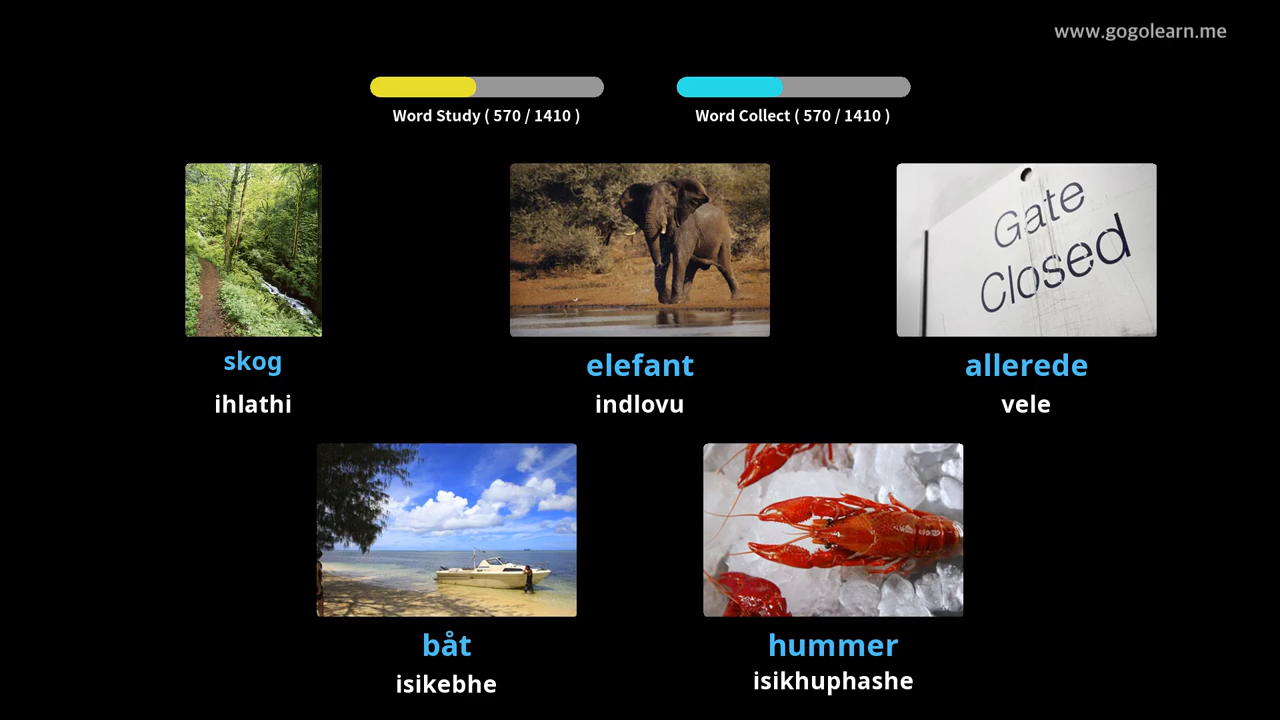 www.gogolearn.me
Word Study ( 570 / 1410 )
Word Collect ( 570 / 1410 )
Gate
Closed
skog
elefant
allerede
ihlathi
indlovu
vele
båt
hummer
isikebhe
isikhuphashe